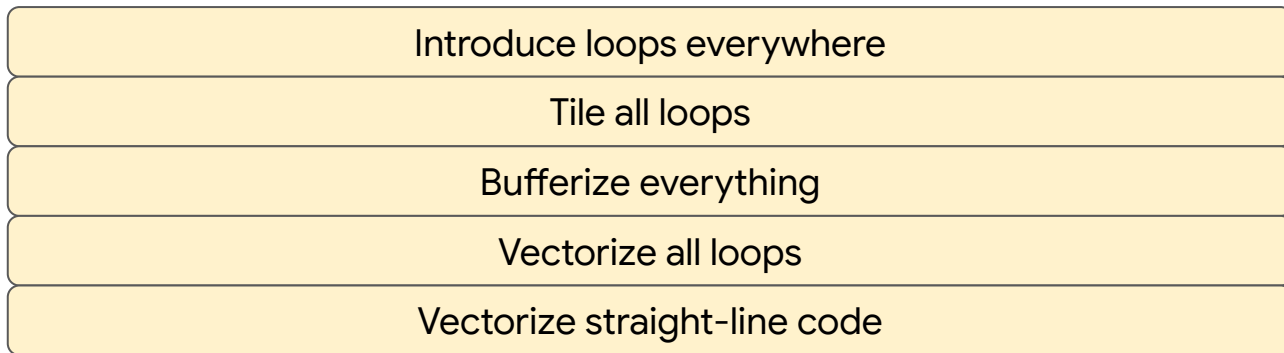 Introduce loops everywhere
Tile all loops
Bufferize everything
Vectorize all loops
Vectorize straight-line code